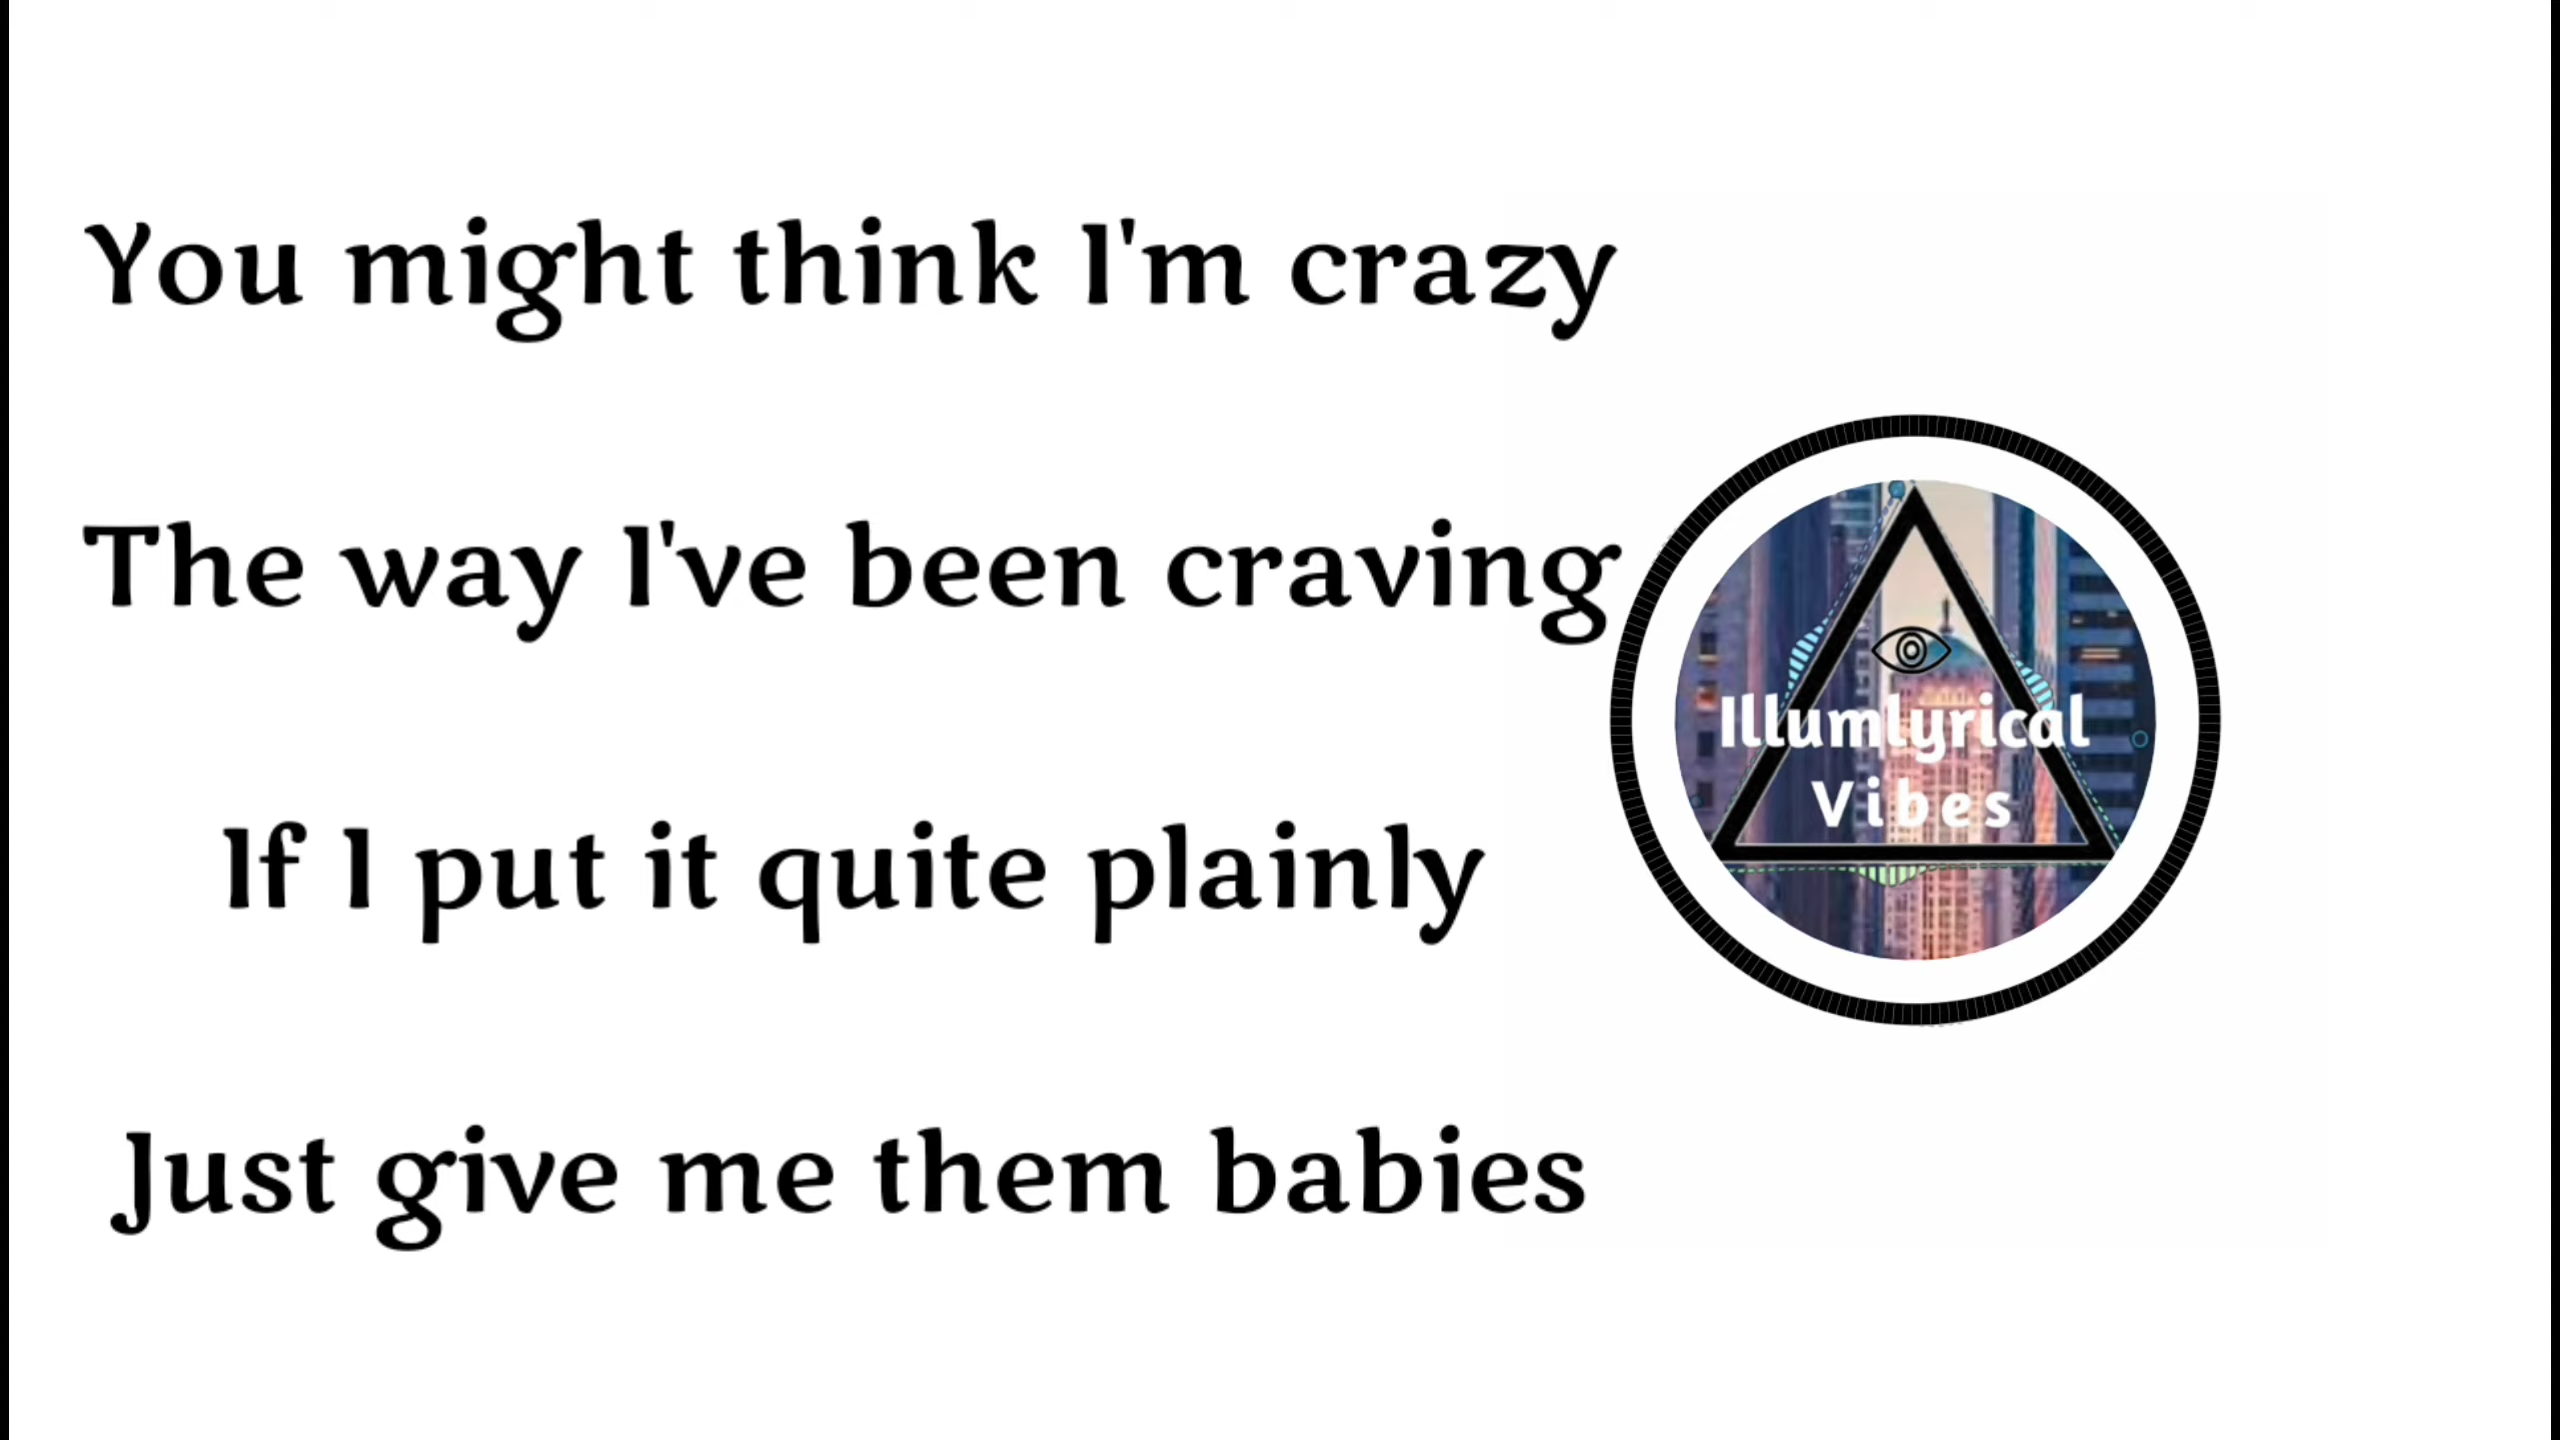 You might think I'm crazy
The way I've been craving
If I put it quite plainly
Just give me them babies
Illumlyrical
Vibes